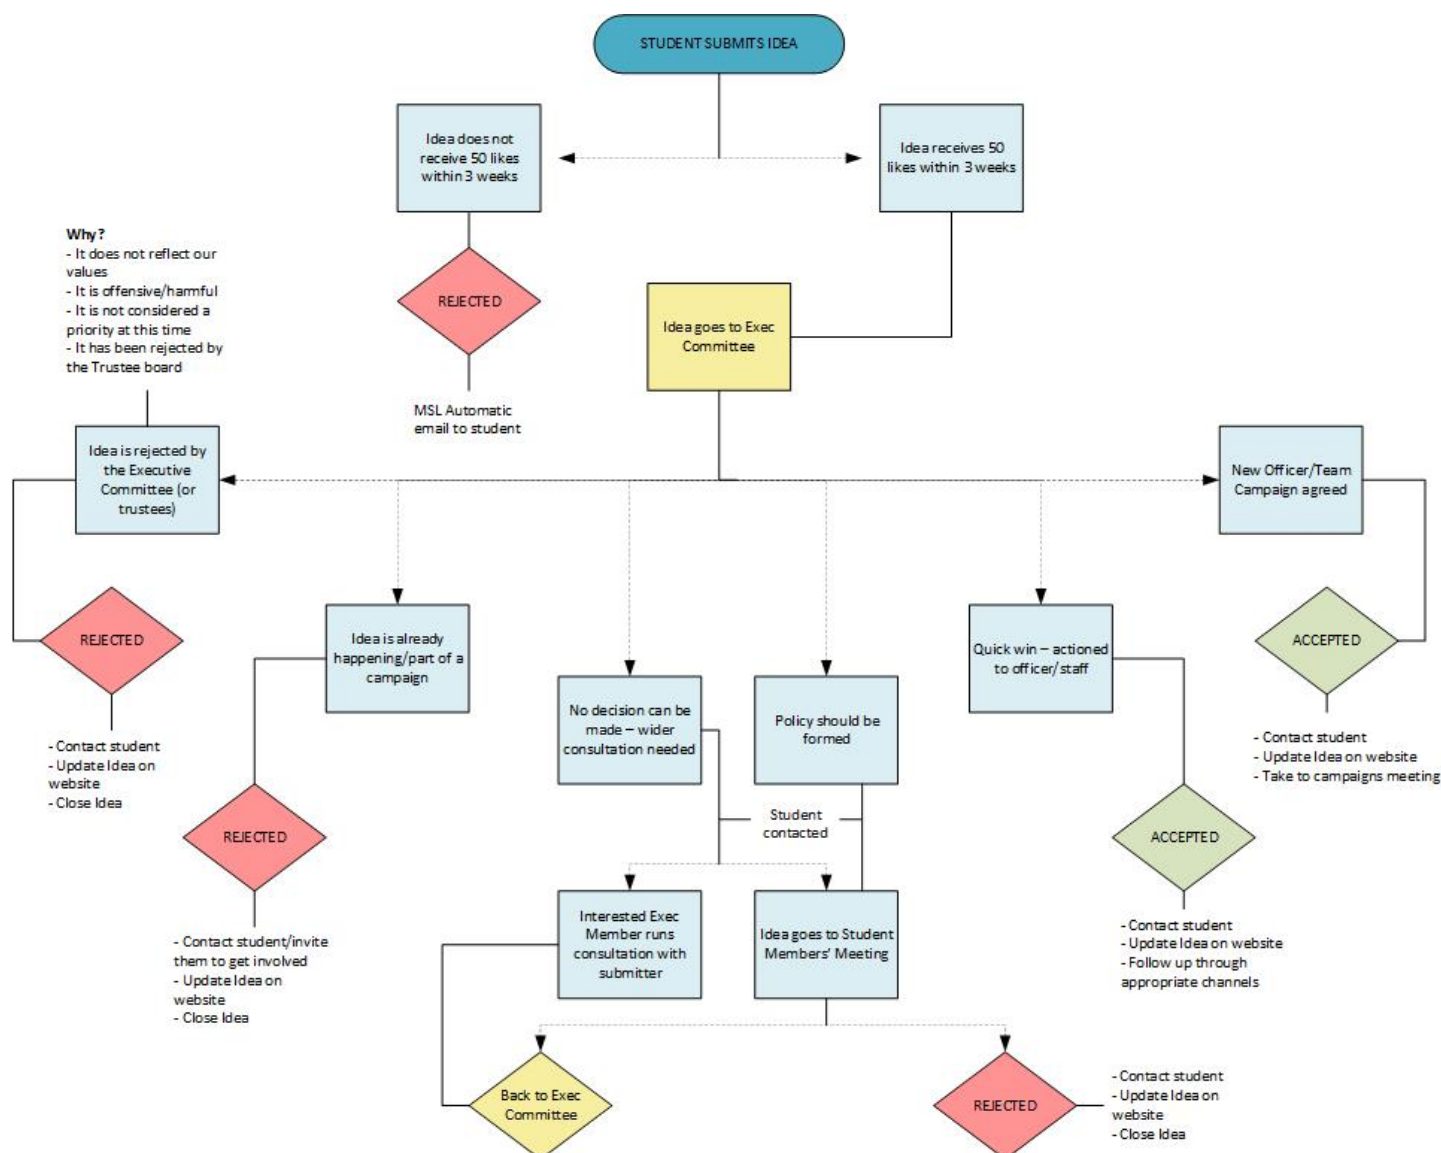 STUDENT SUBMITS IDEA
Idea does not
receive 50 likes
within 3 weeks
Idea receives 50
likes within 3 weeks
Why?
- It does not reflect our
values
- It is offensive/harmful
- It is not considered a
priority at this time
- It has been rejected by
the Trustee board
REJECTED
Idea goes to Exec
Committee
MSL Automatic
email to student
Idea is rejected by
the Executive
Committee (or
trustees)
New Officer/Team
Campaign agreed
REJECTED
Idea is already
happening/part of a
campaign
No decision can be
made – wider
consultation needed
Policy should be
formed
Quick win – actioned
to officer/staff
ACCEPTED
- Contact student
- Update Idea on
website
- Close Idea
- Contact student
- Update Idea on website
- Take to campaigns meeting
REJECTED
Student
contacted
ACCEPTED
Interested Exec
Member runs
consultation with
submitter
Idea goes to Student
Members' Meeting
- Contact student/invite
them to get involved
- Update Idea on
website
- Close Idea
- Contact student
- Update Idea on website
- Follow up through
appropriate channels
Back to Exec
Committee
REJECTED
- Contact student
- Update Idea on
website
- Close Idea